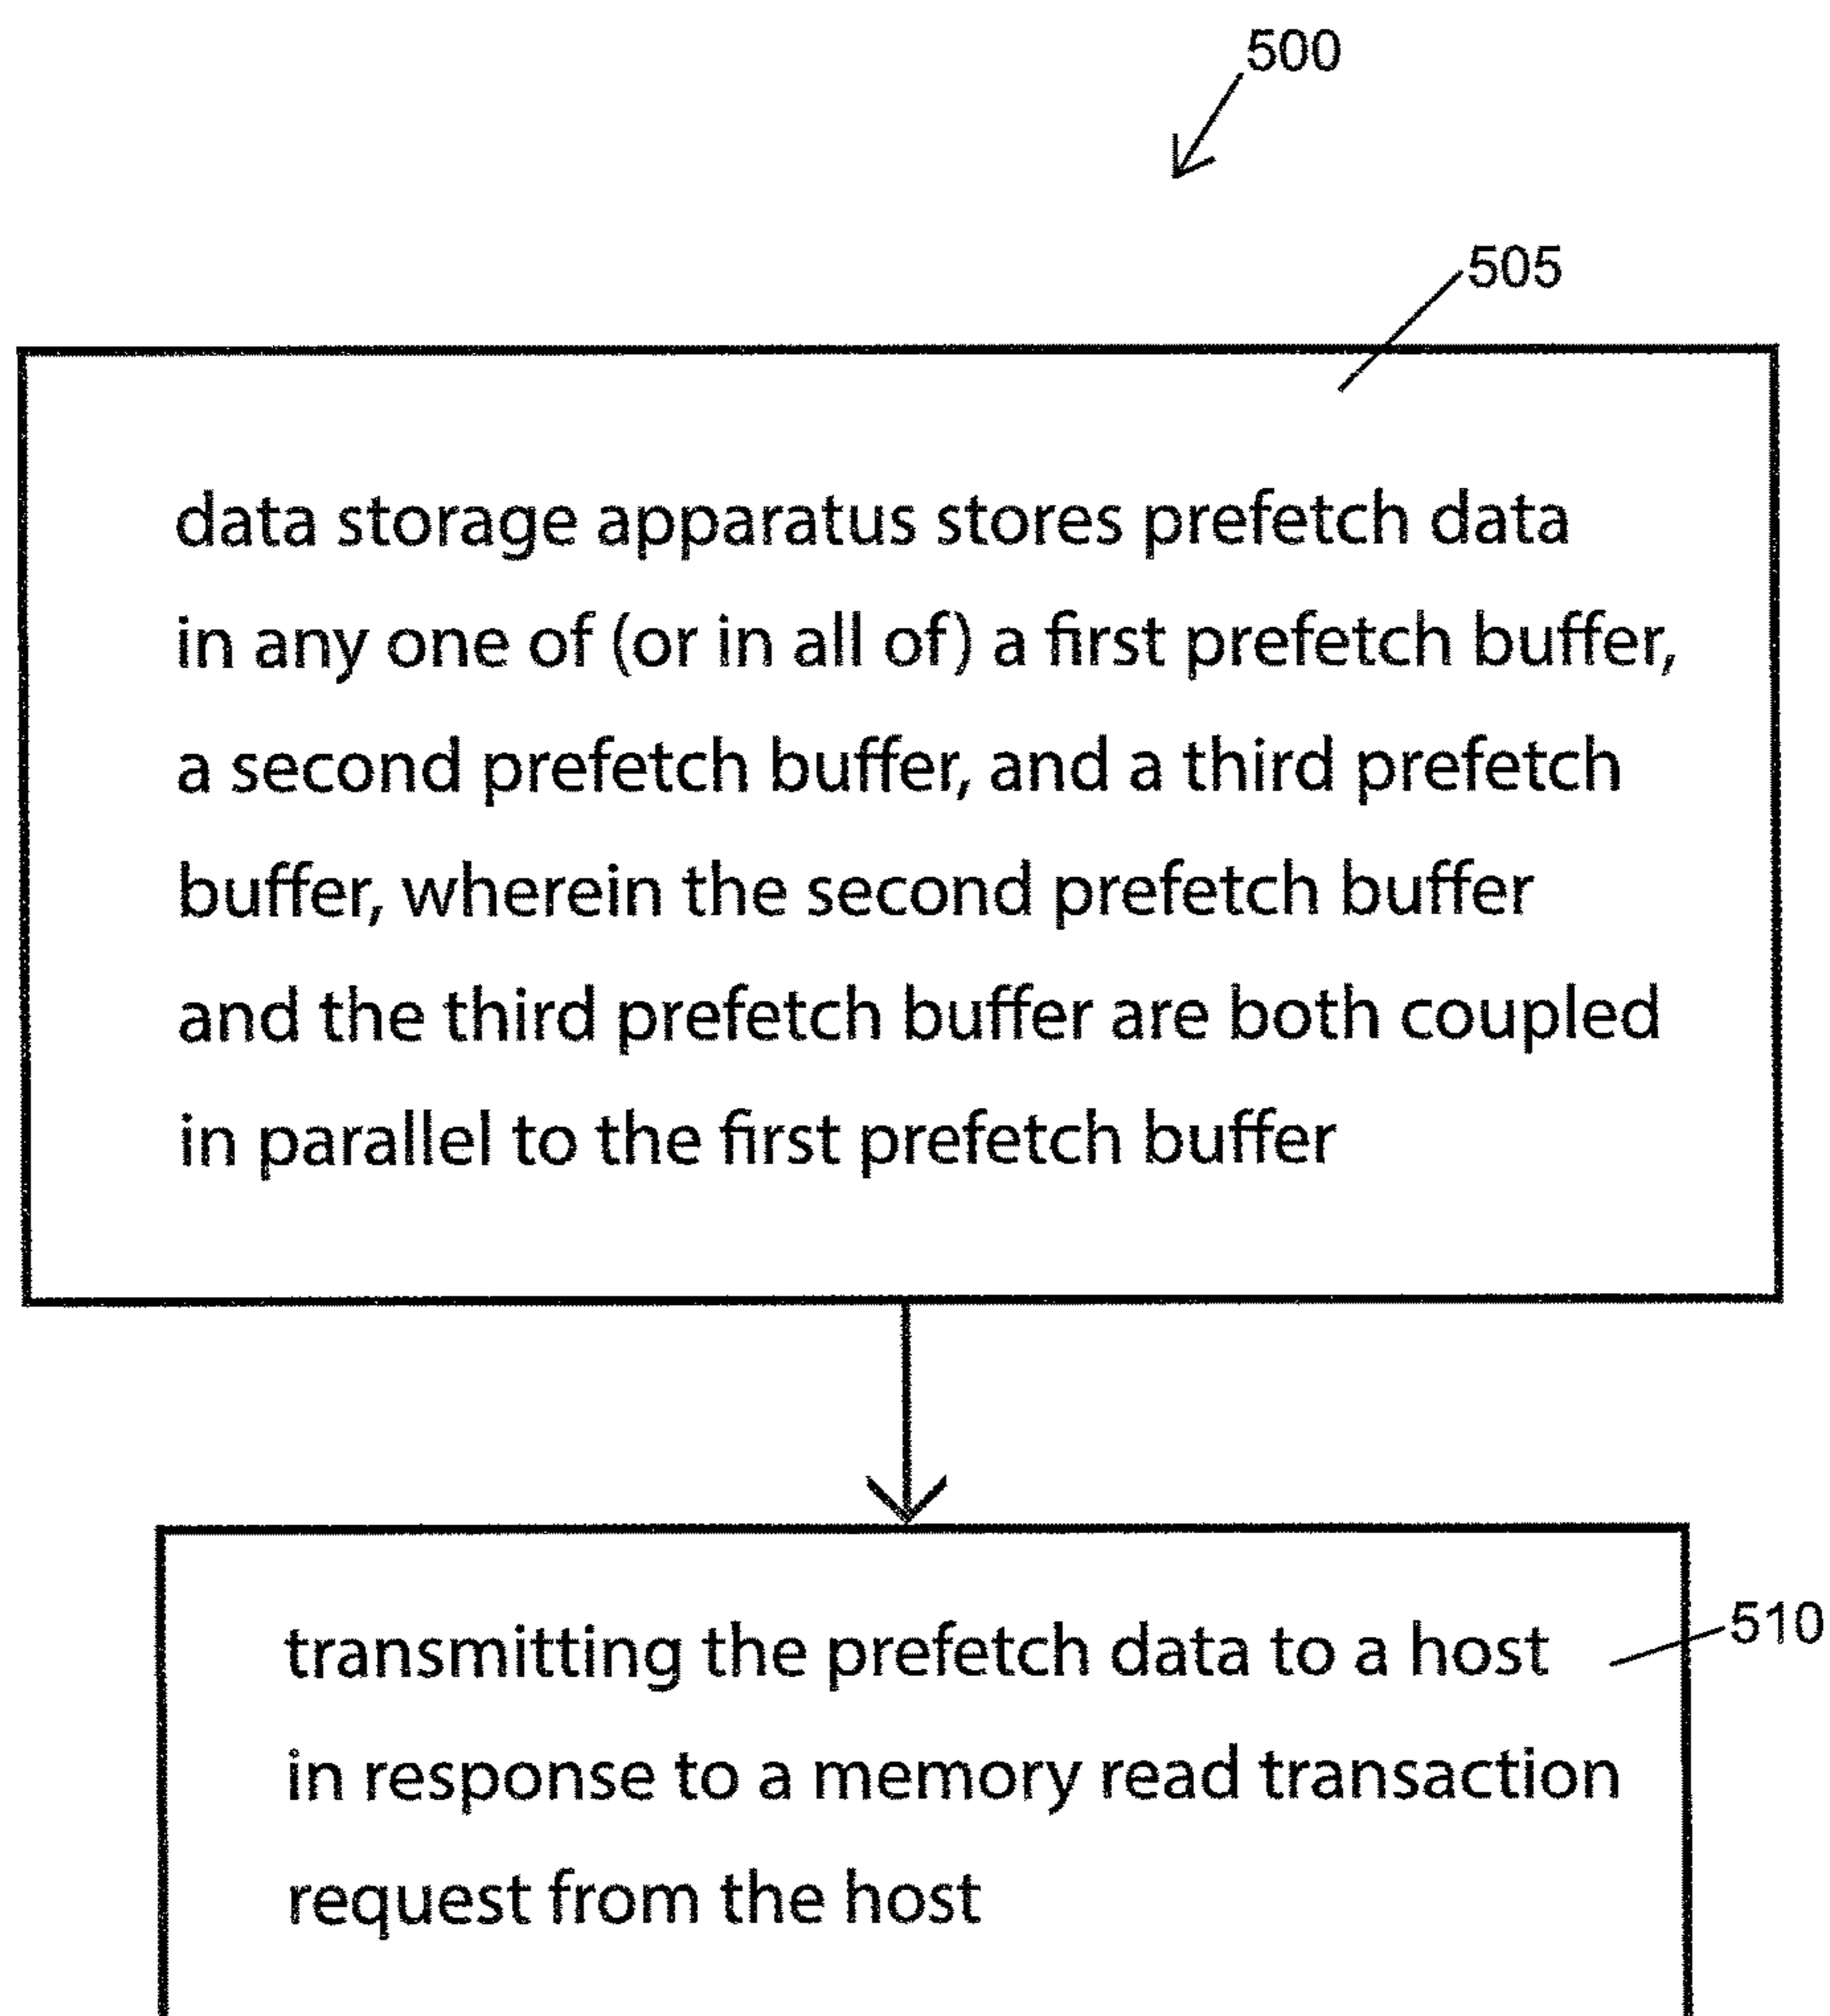 500
505
data storage apparatus stores prefetch data
in any one of (or in all of) a first prefetch buffer,
a second prefetch buffer, and a third prefetch
buffer, wherein the second prefetch buffer
and the third prefetch buffer are both coupled
in parallel to the first prefetch buffer
510
transmitting the prefetch data to a host
in response to a memory read transaction
request from the host